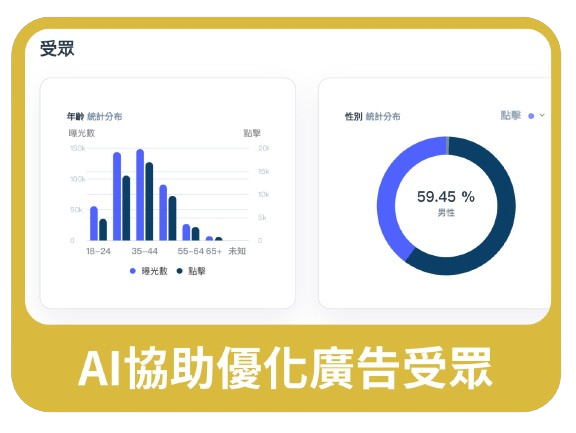 受眾
年齡 統計分布
曝光數 點擊
150k 20k
100k 15k
10k
50k 5k
0 0
18-24 35-44 55-64 65+ 未知
曝光數 點擊
性別 統計分布 點擊
59.45 %
男性
AI協助優化廣告受眾